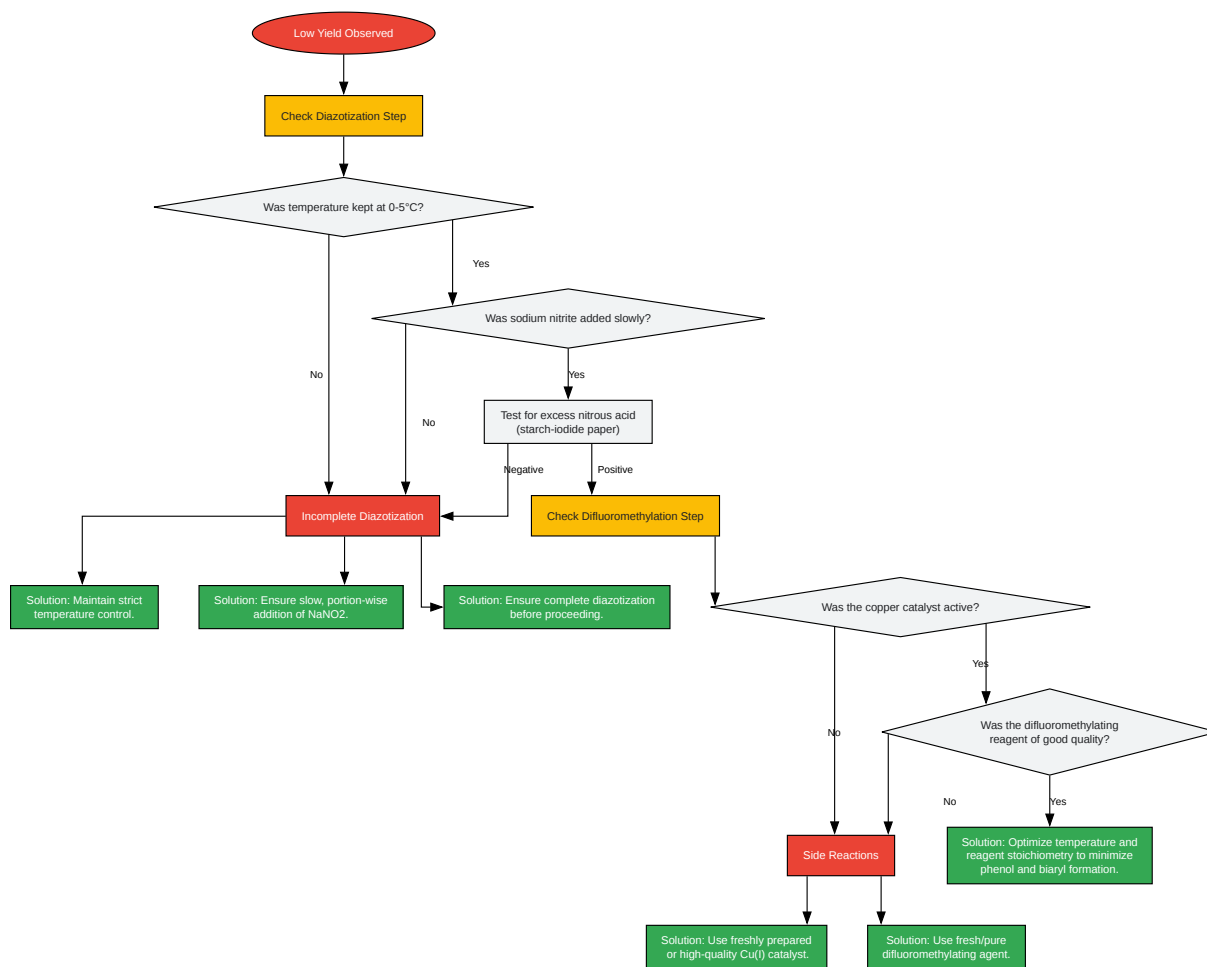 Low Yield Observed
Check Diazotization Step
Was temperature kept at 0-5°C?
Yes
Was sodium nitrite added slowly?
No
Yes
Test for excess nitrous acid
(starch-iodide paper)
No
Negative
Positive
Incomplete Diazotization
Check Difluoromethylation Step
Solution: Maintain strict
temperature control.
Solution: Ensure slow, portion-wise
addition of NaNO2.
Solution: Ensure complete diazotization
before proceeding.
Was the copper catalyst active?
Yes
No
Was the difluoromethylating
reagent of good quality?
No
Yes
Side Reactions
Solution: Optimize temperature and
reagent stoichiometry to minimize
phenol and biaryl formation.
Solution: Use freshly prepared
or high-quality Cu(I) catalyst.
Solution: Use fresh/pure
difluoromethylating agent.